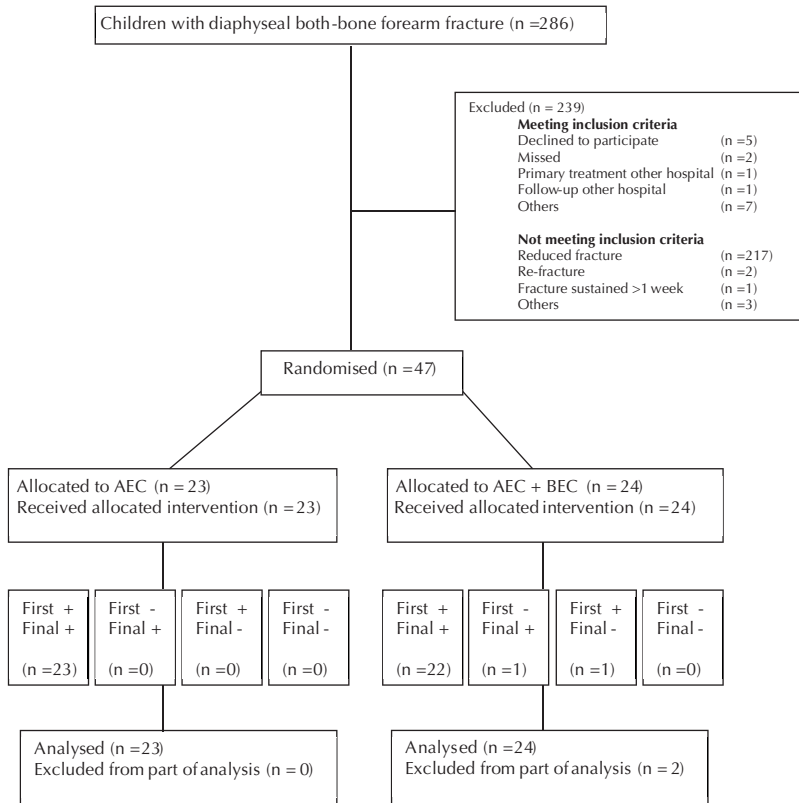 Children with diaphyseal both-bone forearm fracture (n =286)
Excluded (n = 239)
Meeting inclusion criteria
Declined to participate (n =5)
Missed (n =2)
Primary treatment other hospital (n =1)
Follow-up other hospital (n =1)
Others (n =7)
Not meeting inclusion criteria
Reduced fracture (n =217)
Re-fracture (n =2)
Fracture sustained >1 week (n =1)
Others (n =3)
Randomised (n =47)
Allocated to AEC (n = 23)
Received allocated intervention (n = 23)
Allocated to AEC + BEC (n = 24)
Received allocated intervention (n = 24)
First +
Final +
(n =23)
First -
Final +
(n =0)
First +
Final -
(n =0)
First -
Final -
(n =0)
First +
Final +
(n =22)
First -
Final +
(n =1)
First +
Final -
(n =1)
First -
Final -
(n =0)
Analysed (n =23)
Excluded from part of analysis (n = 0)
Analysed (n =24)
Excluded from part of analysis (n = 2)